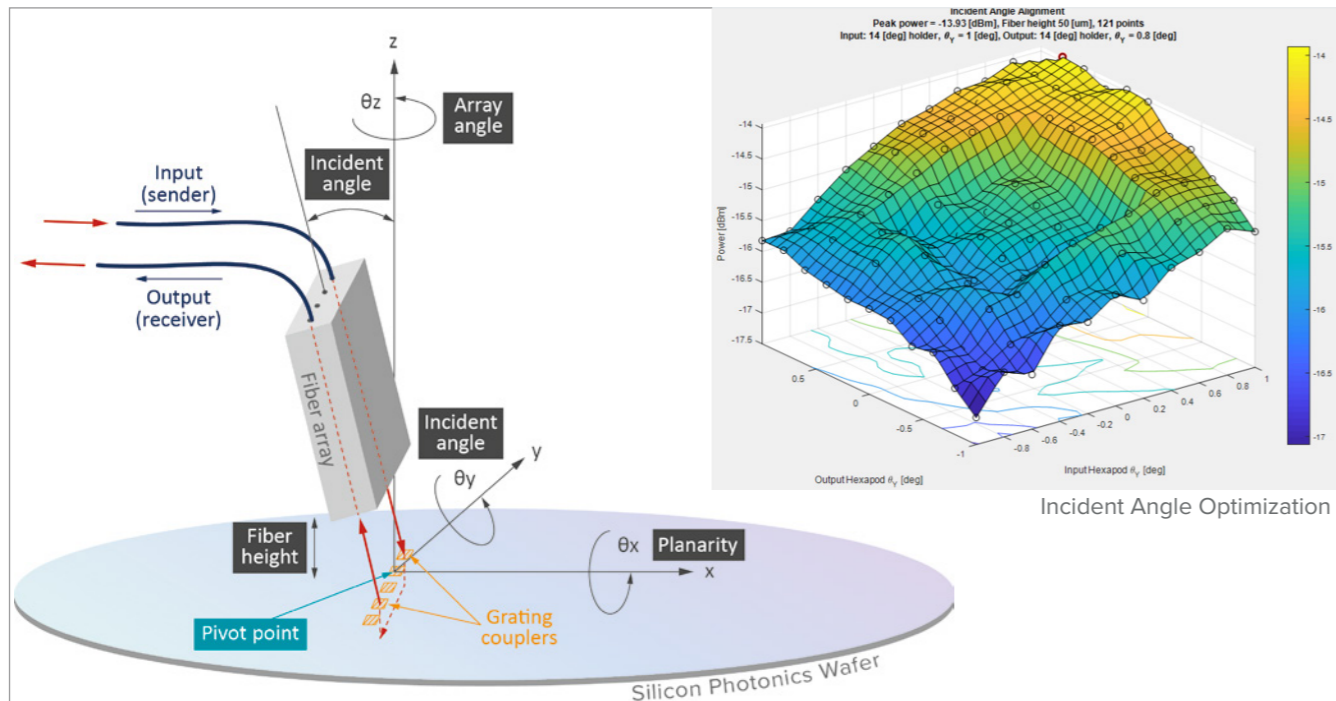 z
θz
Array
angle
Incident
angle
Input
(sender)
Output
(receiver)
Fiber array
Incident
angle
y
θy
Fiber
height
θx
Planarity
x
Pivot point
Grating
couplers
Silicon Photonics Wafer
Incident Angle Alignment
Peak power = -13.93 [dBm], Fiber height 50 [um], 121 points
Input: 14 [deg] holder, θY = 1 [deg], Output: 14 [deg] holder, θY = 0.8 [deg]
Power [dBm]
-14
-14.5
-15
-15.5
-16
-16.5
-17
-17.5
0.5
0
-0.5
-1
Output Hexapod θY [deg]
-0.8
-0.6
-0.4
-0.2
0
0.2
0.4
0.6
0.8
1
Input Hexapod θY [deg]
-14
-14.5
-15
-15.5
-16
-16.5
-17
Incident Angle Optimization